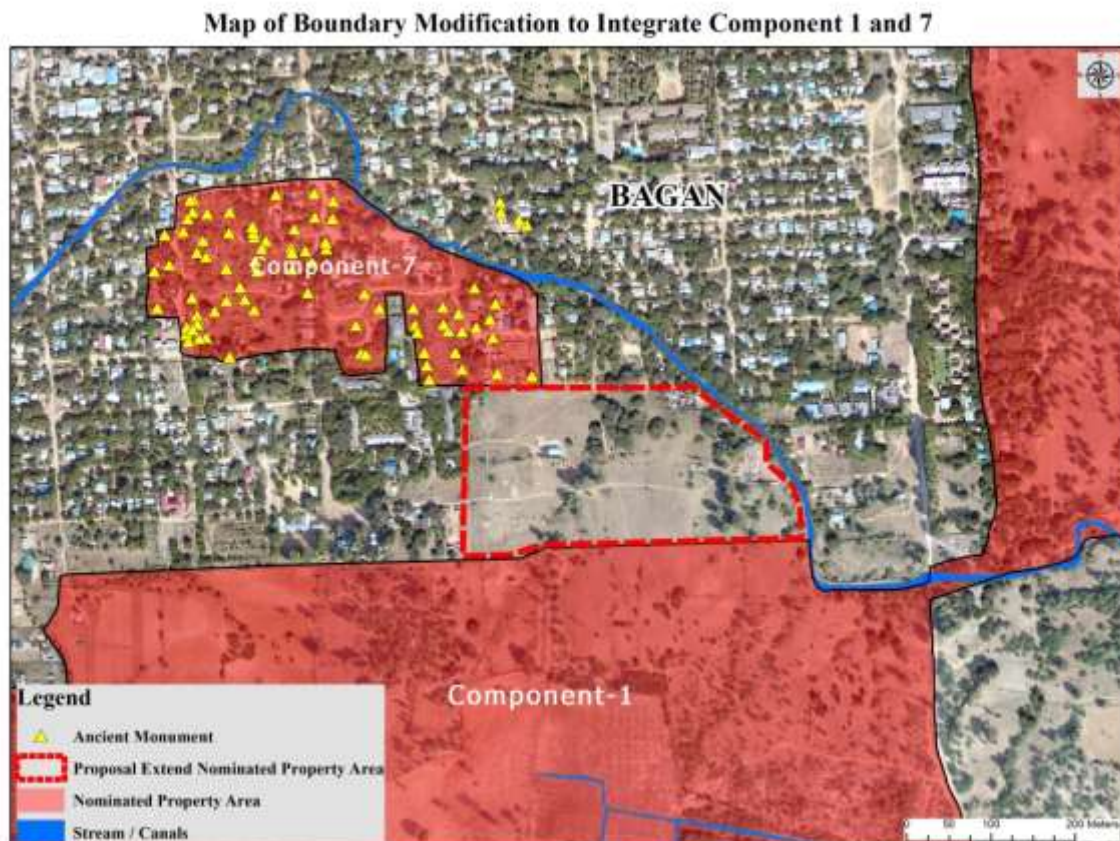 Map of Boundary Modification to Integrate Component 1 and 7
BAGAN
Component-7
Component-1
Legend
Ancient Monument
Proposal Extend Nominated Property Area
Nominated Property Area
Stream / Canals
0 50 100 200 Meters